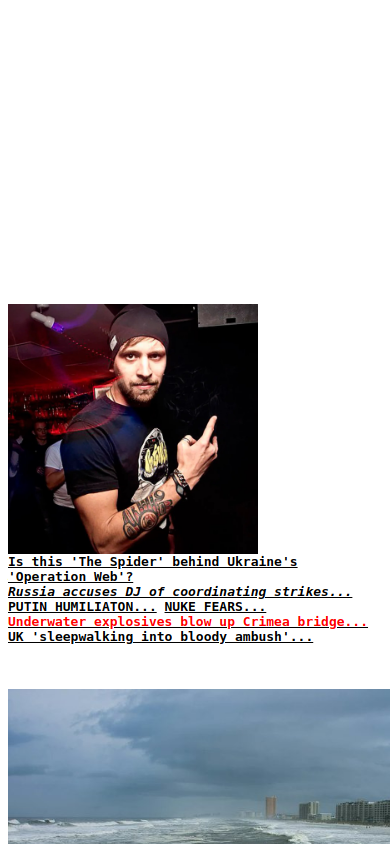 Is this 'The Spider' behind Ukraine's
'Operation Web'?
Russia accuses DJ of coordinating strikes...
PUTIN HUMILIATON... NUKE FEARS...
Underwater explosives blow up Crimea bridge...
UK 'sleepwalking into bloody ambush'...